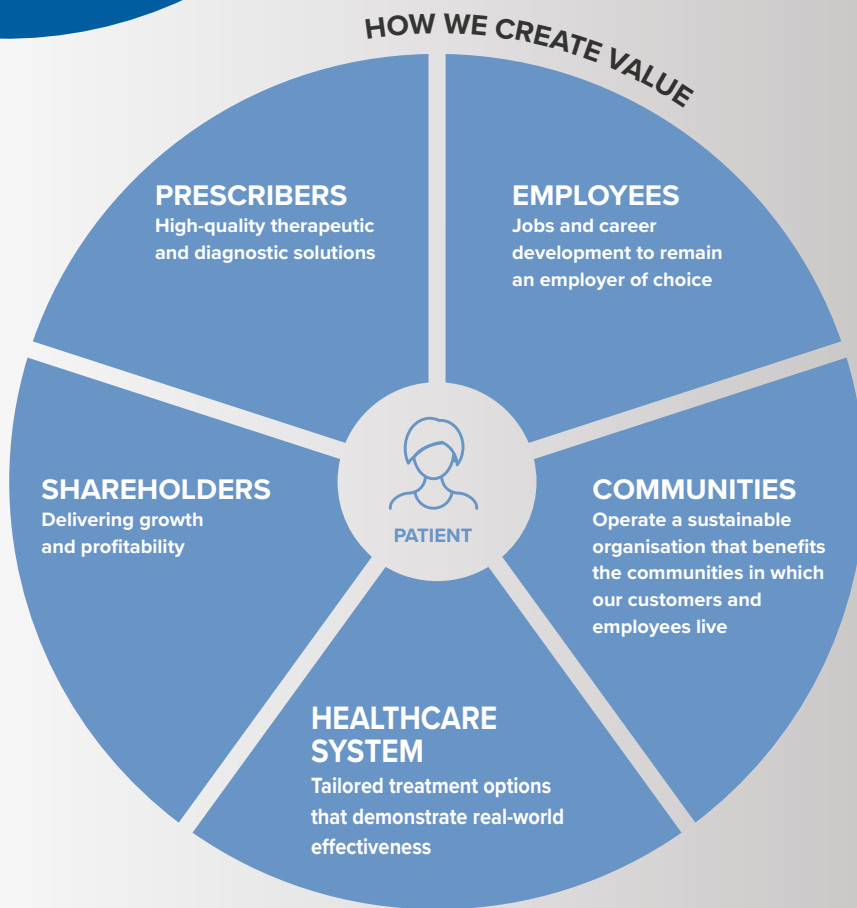 HOW WE CREATE VALUE
PRESCRIBERS
High-quality therapeutic
and diagnostic solutions
EMPLOYEES
Jobs and career
development to remain
an employer of choice
SHAREHOLDERS
Delivering growth
and profitability
PATIENT
COMMUNITIES
Operate a sustainable
organisation that benefits
the communities in which
our customers and
employees live
HEALTHCARE
SYSTEM
Tailored treatment options
that demonstrate real-world
effectiveness